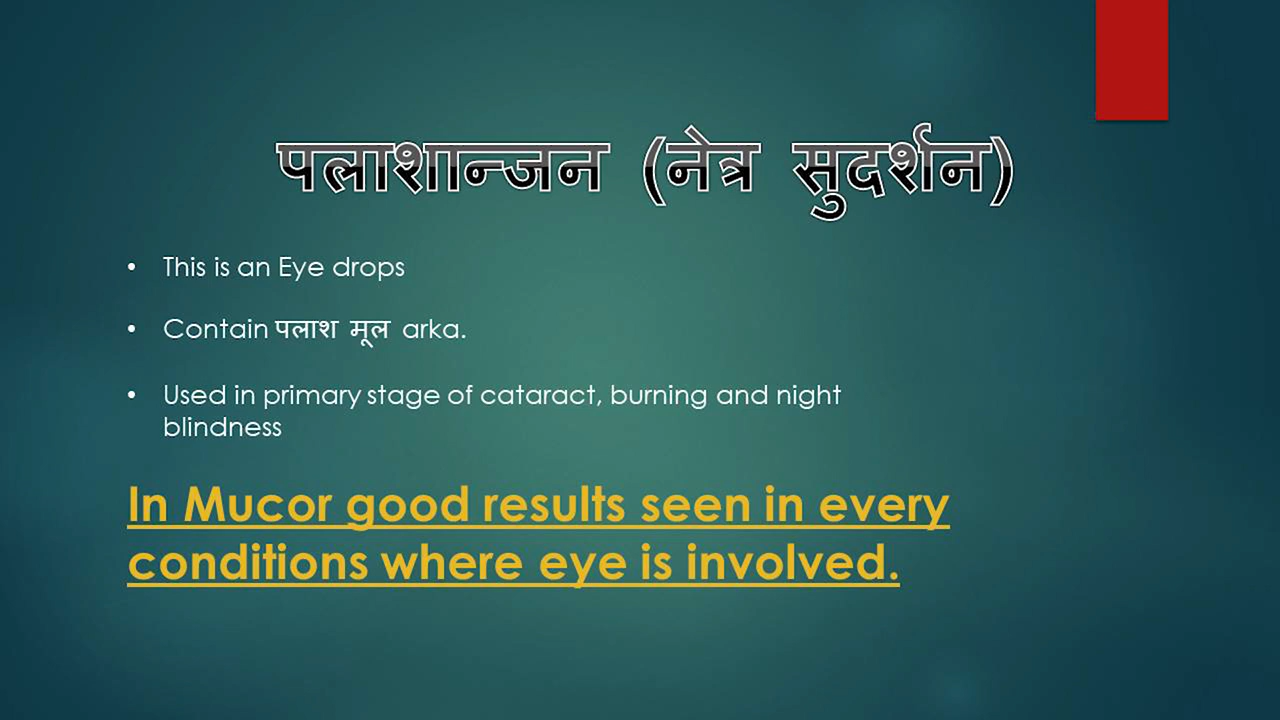 पलाशान्जन (नेत्र सुदर्शन)
• This is an Eye drops
• Contain पलाश मूल arka.
• Used in primary stage of cataract, burning and night
blindness
In Mucor good results seen in every
conditions where eye is involved.